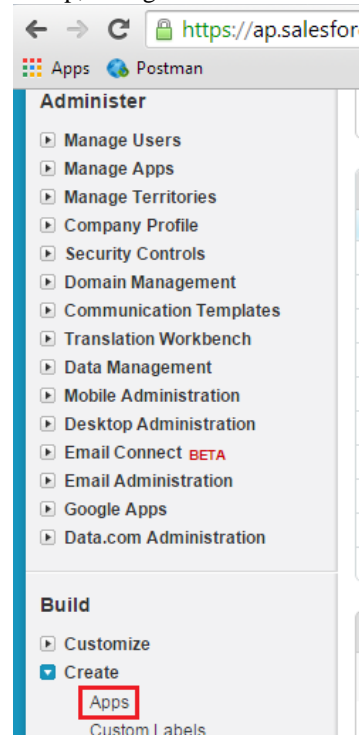 https://ap.salesfor
Apps Postman
Administer
Manage Users
Manage Apps
Manage Territories
Company Profile
Security Controls
Domain Management
Communication Templates
Translation Workbench
Data Management
Mobile Administration
Desktop Administration
Email Connect BETA
Email Administration
Google Apps
Data.com Administration
Build
Customize
Create
Apps
Custom Labels